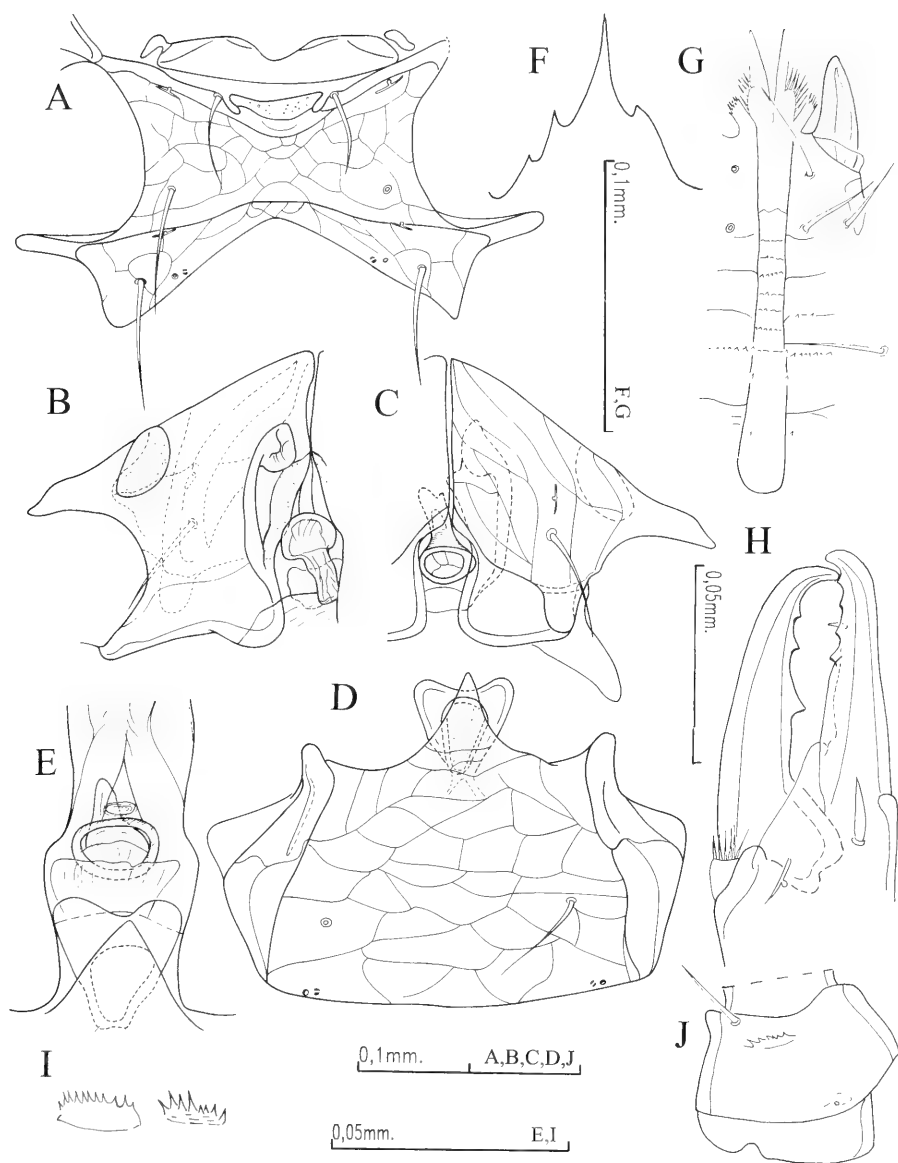 F
G
A
0,1mm.
F,G
B
C
H
0,05mm.
D
E
J
0,1mm. A,B,C,D,J
I
0,05mm. E,I